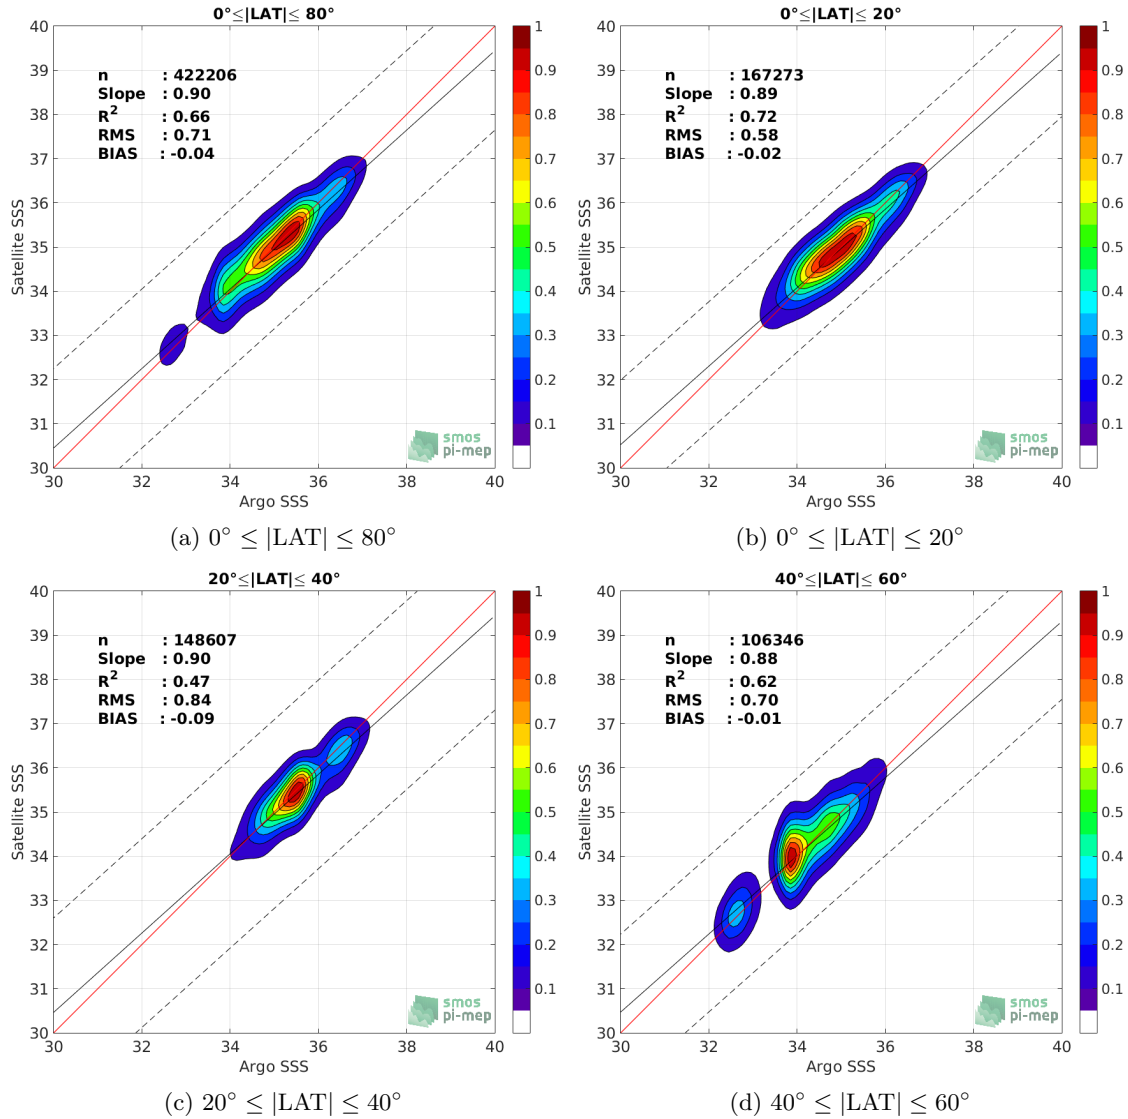 0°≤|LAT|≤ 80°
n : 422206
Slope : 0.90
R² : 0.66
RMS : 0.71
BIAS : -0.04
Satellite SSS
40
39
38
37
36
35
34
33
32
31
30
30 32 34 36 38 40
Argo SSS
1
0.9
0.8
0.7
0.6
0.5
0.4
0.3
0.2
0.1
smos
pi-mep
(a) 0° ≤ |LAT| ≤ 80°
0°≤|LAT|≤ 20°
n : 167273
Slope : 0.89
R² : 0.72
RMS : 0.58
BIAS : -0.02
Satellite SSS
40
39
38
37
36
35
34
33
32
31
30
30 32 34 36 38 40
Argo SSS
1
0.9
0.8
0.7
0.6
0.5
0.4
0.3
0.2
0.1
smos
pi-mep
(b) 0° ≤ |LAT| ≤ 20°
20°≤|LAT|≤ 40°
n : 148607
Slope : 0.90
R² : 0.47
RMS : 0.84
BIAS : -0.09
Satellite SSS
40
39
38
37
36
35
34
33
32
31
30
30 32 34 36 38 40
Argo SSS
1
0.9
0.8
0.7
0.6
0.5
0.4
0.3
0.2
0.1
smos
pi-mep
(c) 20° ≤ |LAT| ≤ 40°
40°≤|LAT|≤ 60°
n : 106346
Slope : 0.88
R² : 0.62
RMS : 0.70
BIAS : -0.01
Satellite SSS
40
39
38
37
36
35
34
33
32
31
30
30 32 34 36 38 40
Argo SSS
1
0.9
0.8
0.7
0.6
0.5
0.4
0.3
0.2
0.1
smos
pi-mep
(d) 40° ≤ |LAT| ≤ 60°